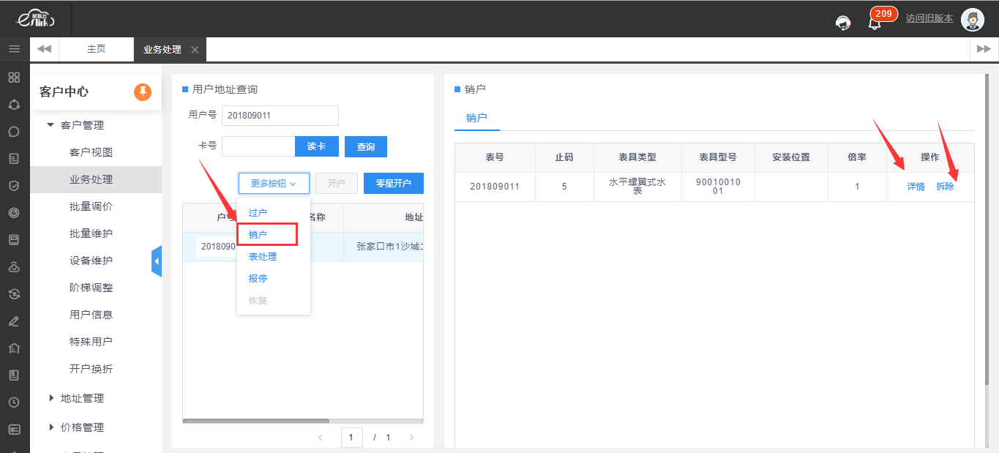 易联云
eslink
209
访问旧版本
主页
业务处理
客户中心
客户管理
客户视图
业务处理
批量调价
批量维护
设备维护
阶梯调整
用户信息
特殊用户
开户换折
地址管理
价格管理
用户地址查询
用户号 201809011
卡号 读卡 查询
更多按钮 开户 零星开户
户号 名称 地址
2018090 张家口市1沙城
过户
销户
表处理
报停
恢复
1 / 1
销户
销户
表号 止码 表具类型 表具型号 安装位置 倍率 操作
201809011 5 水平螺翼式水表 9001001001 1 详情 拆除